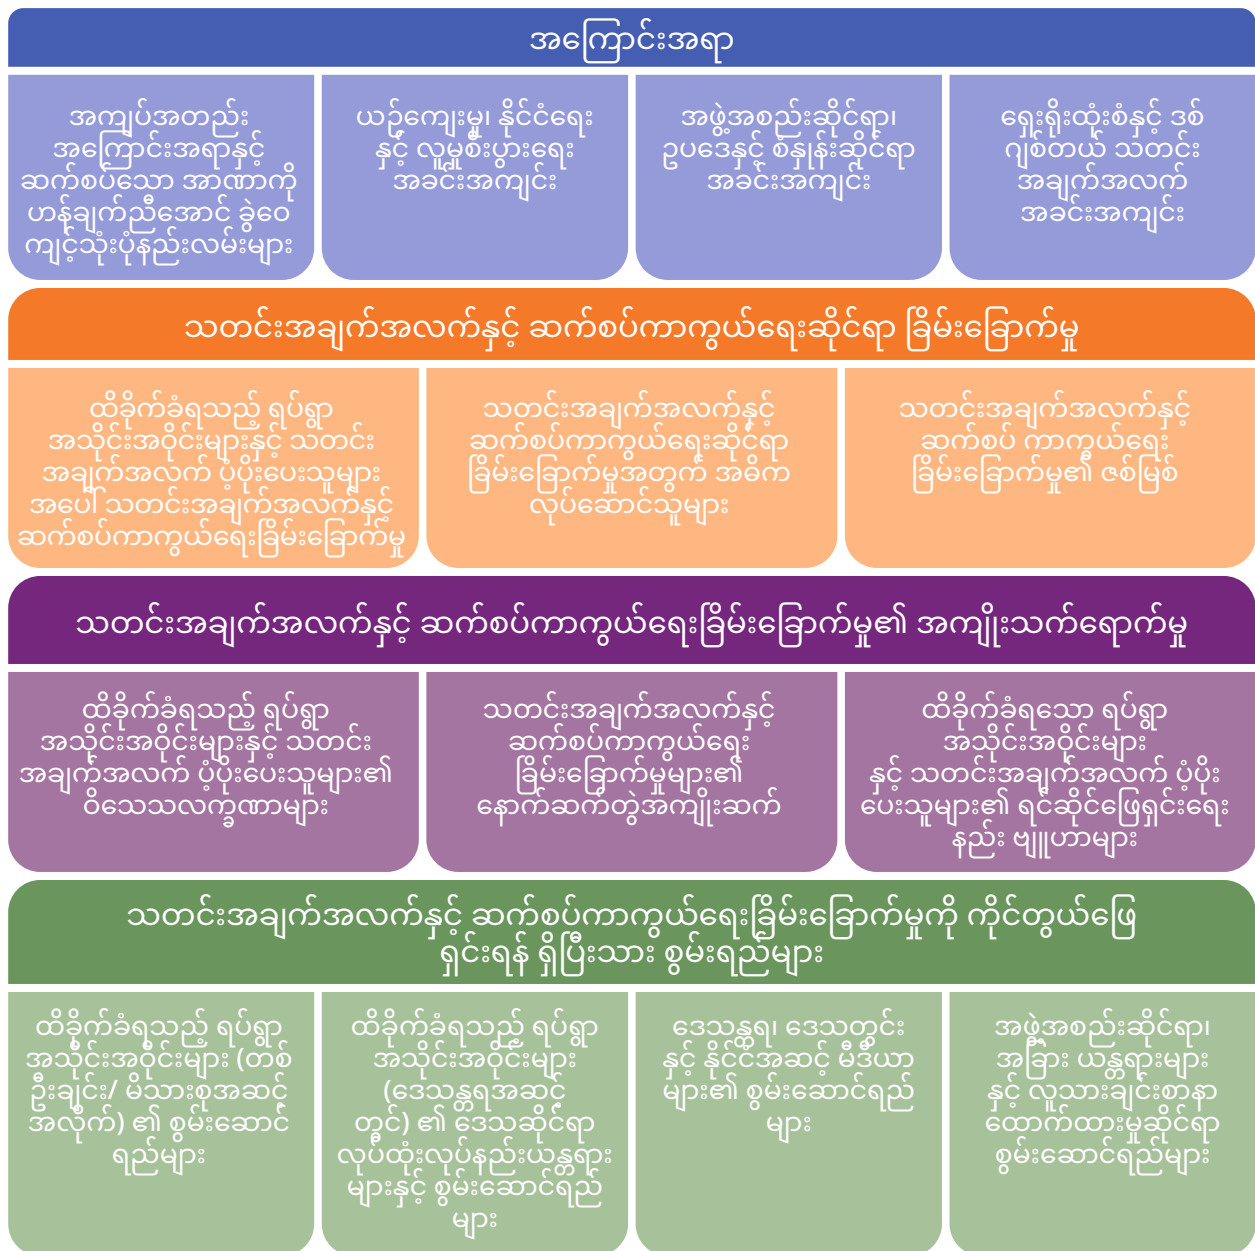 အကြောင်းအရာ
အကျပ်အတည်း
အကြောင်းအရာနှင့်
ဆက်စပ်သော အာဏာကို
ဟန်ချက်ညီအောင် ခွဲဝေ
ကျင့်သုံးပုံနည်းလမ်းများ
ယဉ်ကျေးမှု၊ နိုင်ငံရေး
နှင့် လူမှုစီးပွားရေး
အခင်းအကျင်း
အဖွဲ့အစည်းဆိုင်ရာ၊
ဥပဒေနှင့် စံနှုန်းဆိုင်ရာ
အခင်းအကျင်း
ရှေးရိုးထုံးစံနှင့် ဒစ်
ဂျစ်တယ် သတင်း
အချက်အလက်
အခင်းအကျင်း
သတင်းအချက်အလက်နှင့် ဆက်စပ်ကာကွယ်ရေးဆိုင်ရာ ခြိမ်းခြောက်မှု
ထိခိုက်ခံရသည့် ရပ်ရွာ
အသိုင်းအဝိုင်းများနှင့် သတင်း
အချက်အလက် ပံ့ပိုးပေးသူများ
အပေါ် သတင်းအချက်အလက်နှင့်
ဆက်စပ်ကာကွယ်ရေးခြိမ်းခြောက်မှု
သတင်းအချက်အလက်နှင့်
ဆက်စပ်ကာကွယ်ရေးဆိုင်ရာ
ခြိမ်းခြောက်မှုအတွက် အဓိက
လုပ်ဆောင်သူများ
သတင်းအချက်အလက်နှင့်
ဆက်စပ် ကာကွယ်ရေး
ခြိမ်းခြောက်မှု၏ ဇစ်မြစ်
သတင်းအချက်အလက်နှင့် ဆက်စပ်ကာကွယ်ရေးခြိမ်းခြောက်မှု၏ အကျိုးသက်ရောက်မှု
ထိခိုက်ခံရသည့် ရပ်ရွာ
အသိုင်းအဝိုင်းများနှင့် သတင်း
အချက်အလက် ပံ့ပိုးပေးသူများ၏
ဝိသေသလက္ခဏာများ
သတင်းအချက်အလက်နှင့်
ဆက်စပ်ကာကွယ်ရေး
ခြိမ်းခြောက်မှုများ၏
နောက်ဆက်တွဲအကျိုးဆက်
ထိခိုက်ခံရသော ရပ်ရွာ
အသိုင်းအဝိုင်းများ
နှင့် သတင်းအချက်အလက် ပံ့ပိုး
ပေးသူများ၏ ရင်ဆိုင်ဖြေရှင်းရေး
နည်း ဗျူဟာများ
သတင်းအချက်အလက်နှင့် ဆက်စပ်ကာကွယ်ရေးခြိမ်းခြောက်မှုကို ကိုင်တွယ်ဖြေ
ရှင်းရန် ရှိပြီးသား စွမ်းရည်များ
ထိခိုက်ခံရသည့် ရပ်ရွာ
အသိုင်းအဝိုင်းများ (တစ်
ဦးချင်း/ မိသားစုအဆင့်
အလိုက်) ၏ စွမ်းဆောင်
ရည်များ
ထိခိုက်ခံရသည့် ရပ်ရွာ
အသိုင်းအဝိုင်းများ
(ဒေသန္တရအဆင့်
တွင်) ၏ ဒေသဆိုင်ရာ
လုပ်ထုံးလုပ်နည်းယန္တရား
များနှင့် စွမ်းဆောင်ရည်
များ
ဒေသန္တရ၊ ဒေသတွင်း
နှင့် နိုင်ငံအဆင့် မီဒီယာ
များ၏ စွမ်းဆောင်ရည်
များ
အဖွဲ့အစည်းဆိုင်ရာ၊
အခြား ယန္တရားများ
နှင့် လူသားချင်းစာနာ
ထောက်ထားမှုဆိုင်ရာ
စွမ်းဆောင်ရည်များ